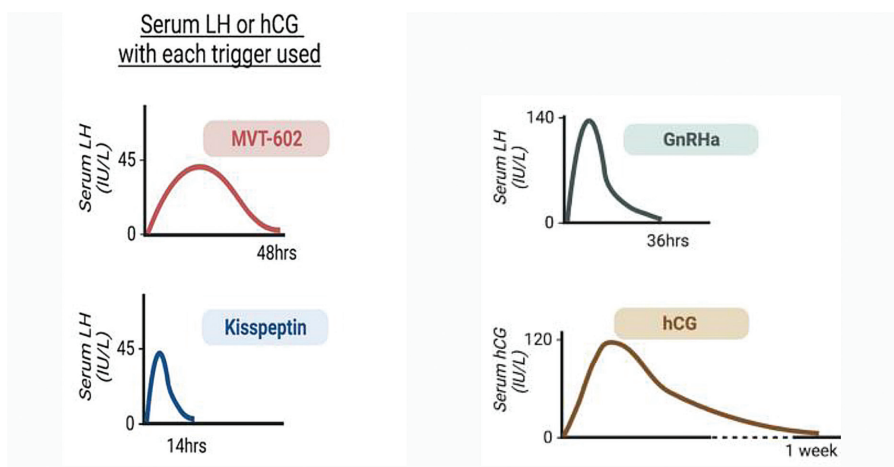 Serum LH or hCG
with each trigger used
MVT-602
Serum LH
(IU/L)
45
0
48hrs
Kisspeptin
Serum LH
(IU/L)
45
0
14hrs
GnRHa
Serum LH
(IU/L)
140
0
36hrs
hCG
Serum hCG
(IU/L)
120
0
1 week